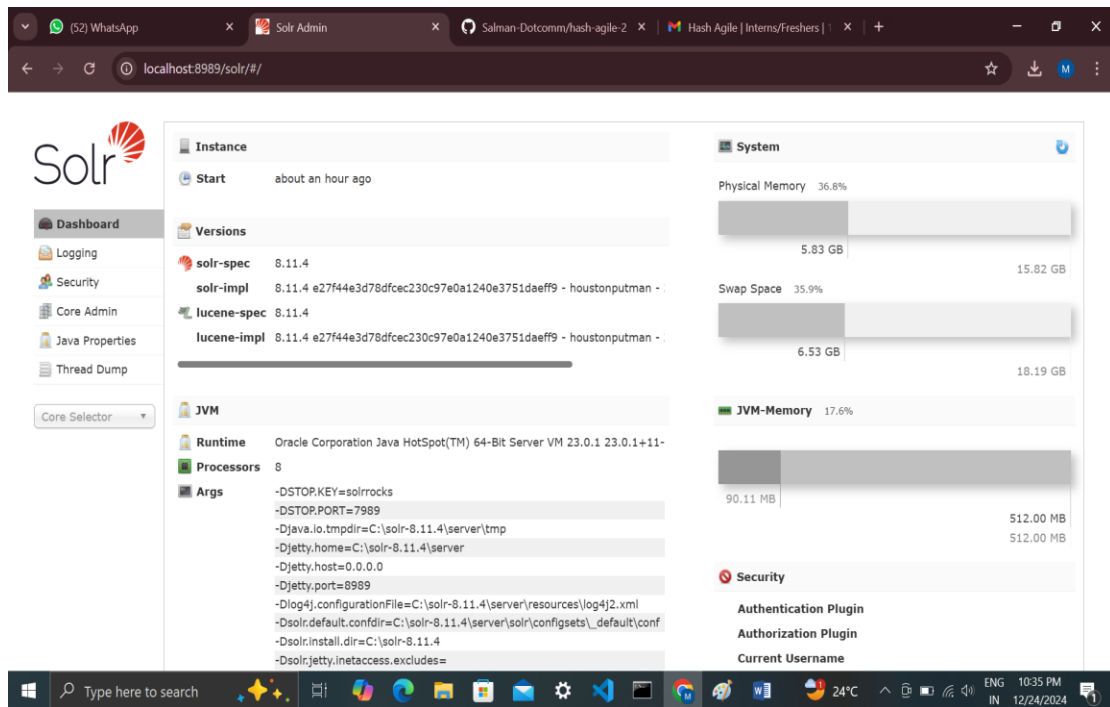 (52) WhatsApp
Solr Admin
Salman-Dotcomm/hash-agile-2
Hash Agile | Interns/Freshers |
localhost:8989/solr/#/
M
Solr
Dashboard
Logging
Security
Core Admin
Java Properties
Thread Dump
Core Selector
Instance
Start about an hour ago
Versions
solr-spec 8.11.4
solr-impl 8.11.4 e27f44e3d78dfcec230c97e0a1240e3751daeff9 - houstonputman -
lucene-spec 8.11.4
lucene-impl 8.11.4 e27f44e3d78dfcec230c97e0a1240e3751daeff9 - houstonputman -
JVM
Runtime Oracle Corporation Java HotSpot(TM) 64-Bit Server VM 23.0.1 23.0.1+11-
Processors 8
Args -DSTOP.KEY=solrrocks
-DSTOP.PORT=7989
-Djava.io.tmpdir=C:\solr-8.11.4\server\tmp
-Djetty.home=C:\solr-8.11.4\server
-Djetty.host=0.0.0.0
-Djetty.port=8989
-Dlog4j.configurationFile=C:\solr-8.11.4\server\resources\log4j2.xml
-Dsolr.default.confdir=C:\solr-8.11.4\server\solr\configsets\_default\conf
-Dsolr.install.dir=C:\solr-8.11.4
-Dsolr.jetty.inetaccess.excludes=
System
Physical Memory 36.8%
5.83 GB
15.82 GB
Swap Space 35.9%
6.53 GB
18.19 GB
JVM-Memory 17.6%
90.11 MB
512.00 MB
512.00 MB
Security
Authentication Plugin
Authorization Plugin
Current Username
Type here to search
24°C
ENG
IN
10:35 PM
12/24/2024
1